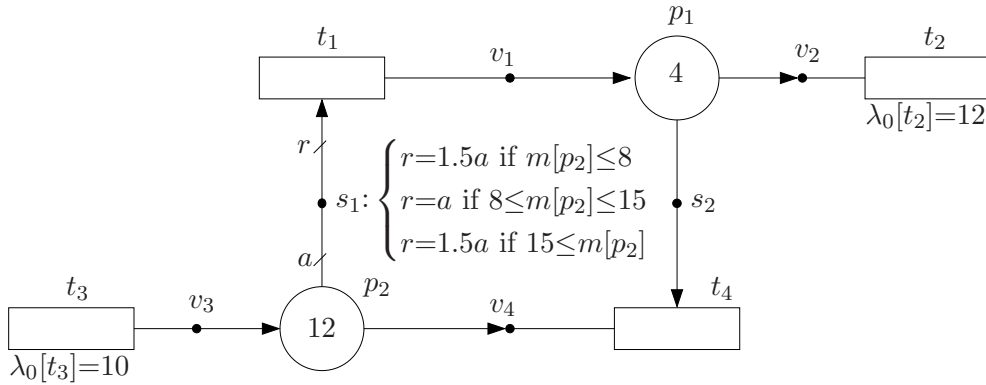 p₁
t₁
v₁
4
v₂
t₂
λ₀[t₂]=12
r
s₁:
r=1.5a if m[p₂]≤8
r=a if 8≤m[p₂]≤15
r=1.5a if 15≤m[p₂]
s₂
a
t₃
v₃
p₂
12
v₄
t₄
λ₀[t₃]=10